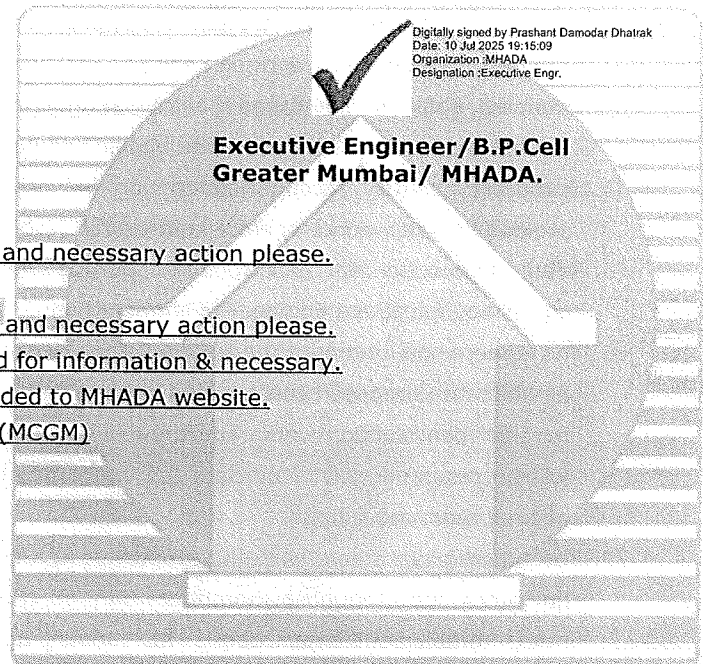 Digitally signed by Prashant Damodar Dhatrak
Date: 10 Jul 2025 19:15:09
Organization :MHADA
Designation :Executive Engr.
Executive Engineer/B.P.Cell
Greater Mumbai/ MHADA.
and necessary action please.
and necessary action please.
for information & necessary.
ded to MHADA website.
(MCGM)